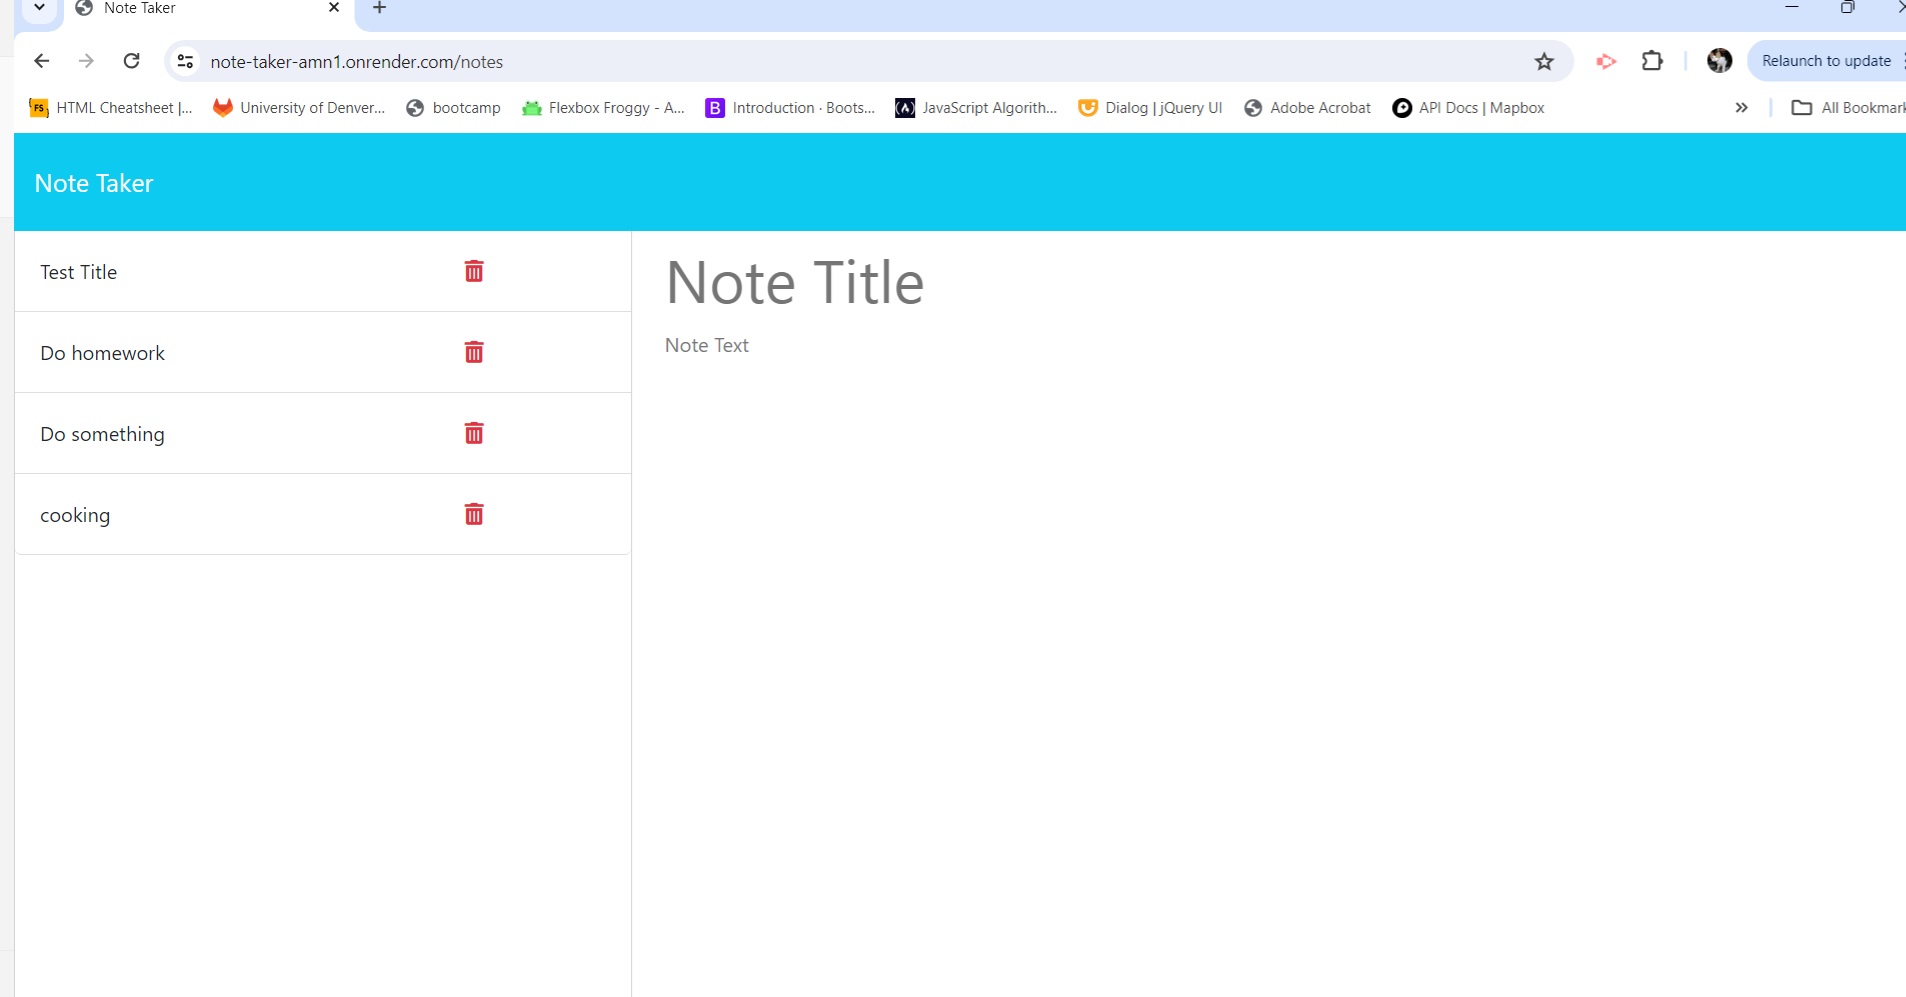 Note Taker
note-taker-amn1.onrender.com/notes
Relaunch to update
FS HTML Cheatsheet |... University of Denver... bootcamp Flexbox Froggy - A... B Introduction · Boots... JavaScript Algorith... Dialog | jQuery UI Adobe Acrobat API Docs | Mapbox All Bookmark
Note Taker
Test Title
Do homework
Do something
cooking
Note Title
Note Text